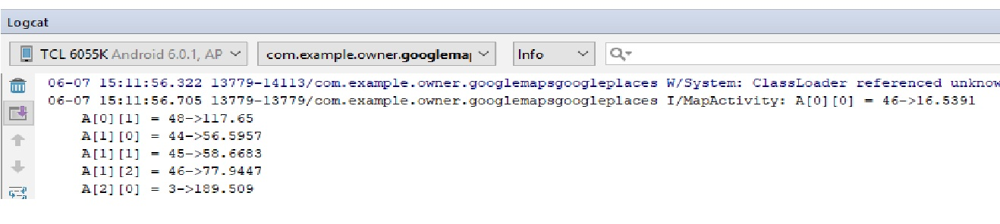 Logcat
TCL 6055K Android 6.0.1, AP com.example.owner.googlemap Info
06-07 15:11:56.322 13779-14113/com.example.owner.googlemapsgoogleplaces W/System: ClassLoader referenced unknow
06-07 15:11:56.705 13779-13779/com.example.owner.googlemapsgoogleplaces I/MapActivity: A[0][0] = 46->16.5391
A[0][1] = 48->117.65
A[1][0] = 44->56.5957
A[1][1] = 45->58.6683
A[1][2] = 46->77.9447
A[2][0] = 3->189.509